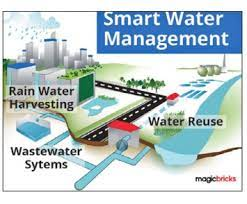 Smart Water
Management
Rain Water
Harvesting
Water Reuse
Wastewater
Sytems
magicbricks